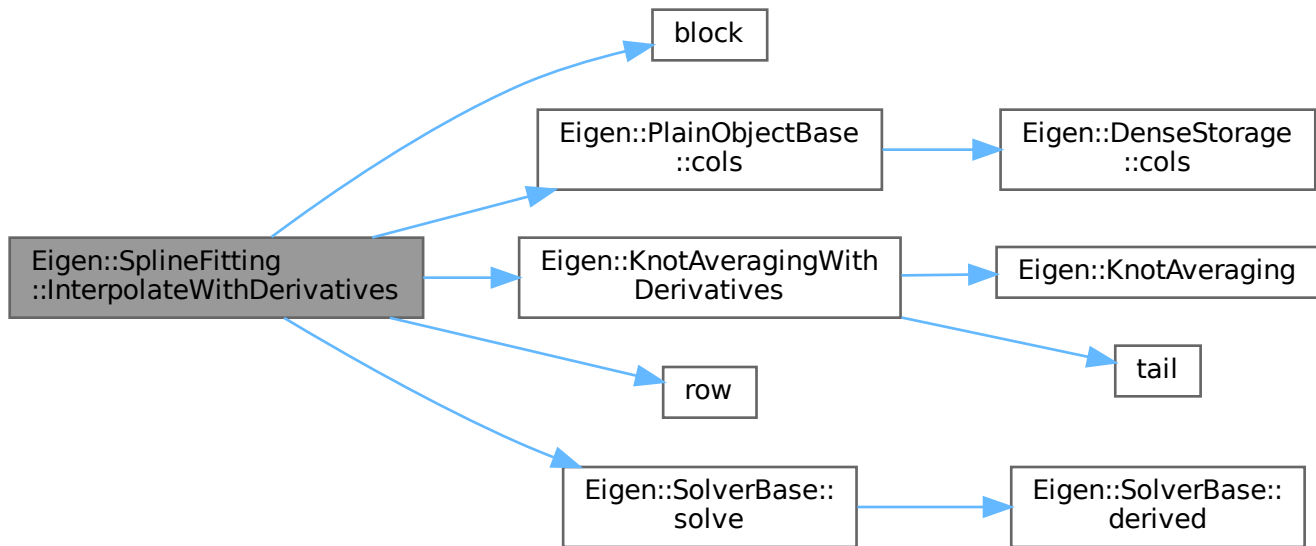 block
Eigen::PlainObjectBase
::cols
Eigen::DenseStorage
::cols
Eigen::SplineFitting
::InterpolateWithDerivatives
Eigen::KnotAveragingWith
Derivatives
Eigen::KnotAveraging
tail
row
Eigen::SolverBase::
solve
Eigen::SolverBase::
derived